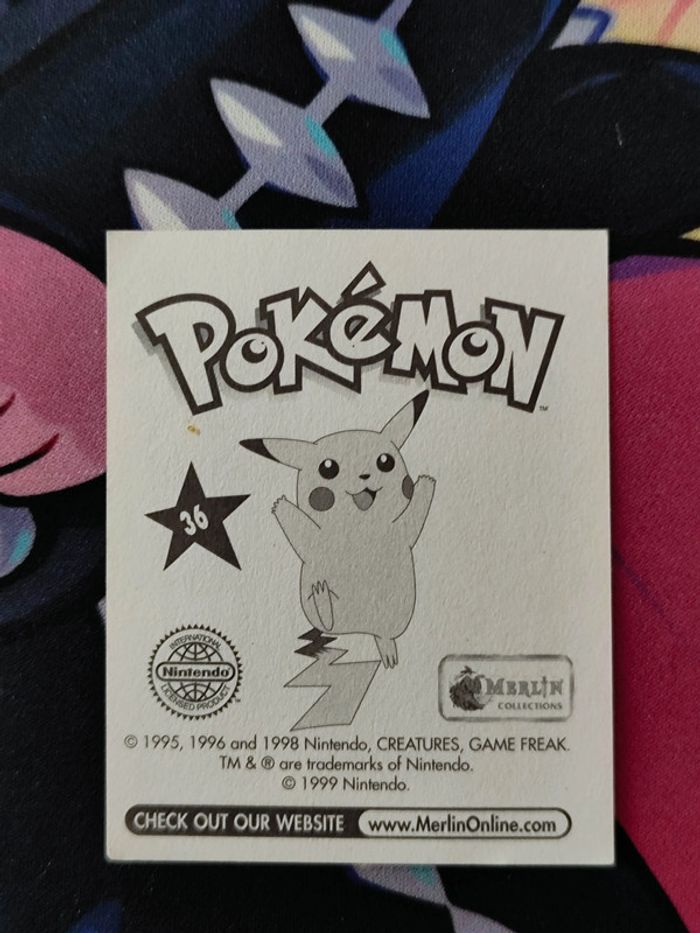 POKéMON
™
36
INTERNATIONAL
Nintendo
LICENSED PRODUCT
MERLIN
COLLECTIONS
© 1995, 1996 and 1998 Nintendo, CREATURES, GAME FREAK.
TM & ® are trademarks of Nintendo.
© 1999 Nintendo.
CHECK OUT OUR WEBSITE www.MerlinOnline.com